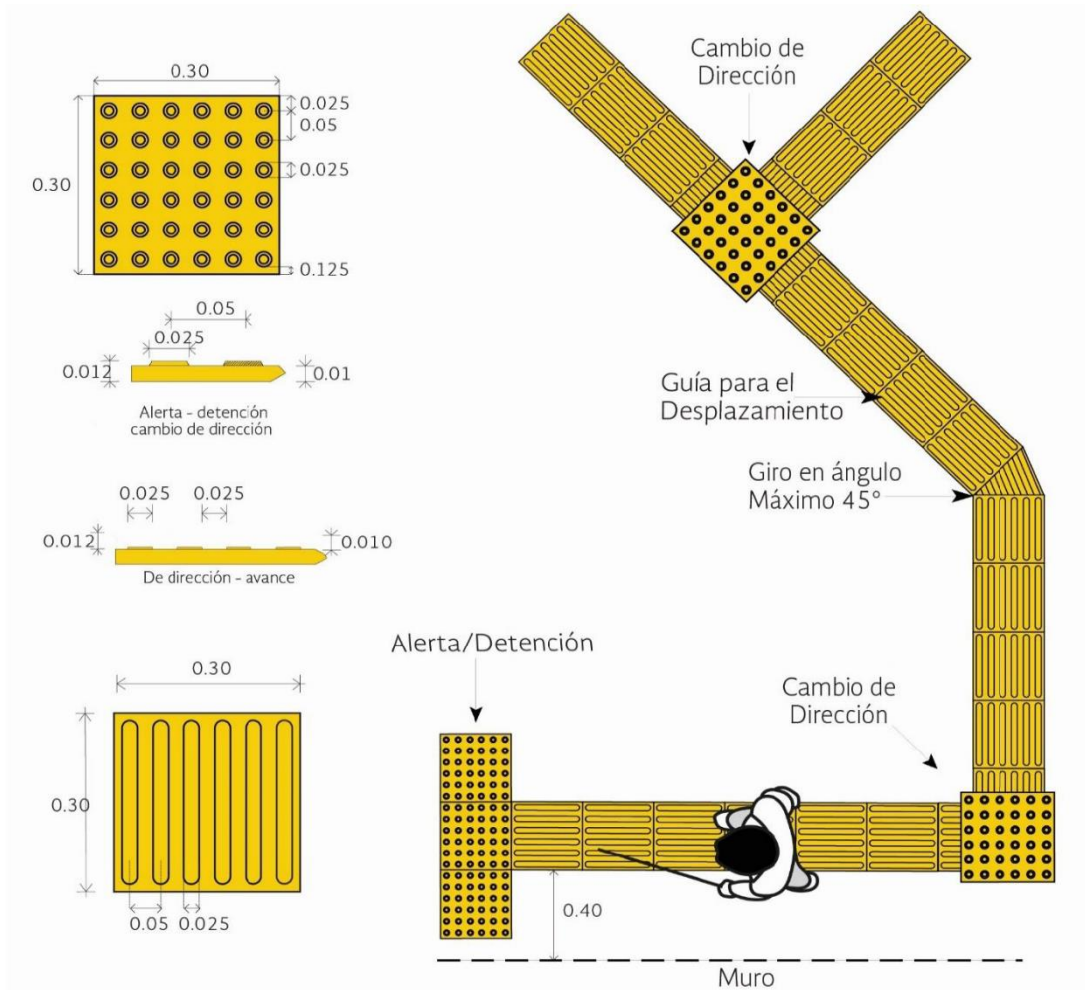 0.30
0.025
0.05
0.025
0.30
0.125
0.05
0.025
0.012
0.01
Alerta - detención
cambio de dirección
0.025
0.025
0.012
0.010
De dirección - avance
0.30
0.30
0.05
0.025
Cambio de
Dirección
Guía para el
Desplazamiento
Giro en ángulo
Máximo 45°
Alerta/Detención
Cambio de
Dirección
0.40
Muro